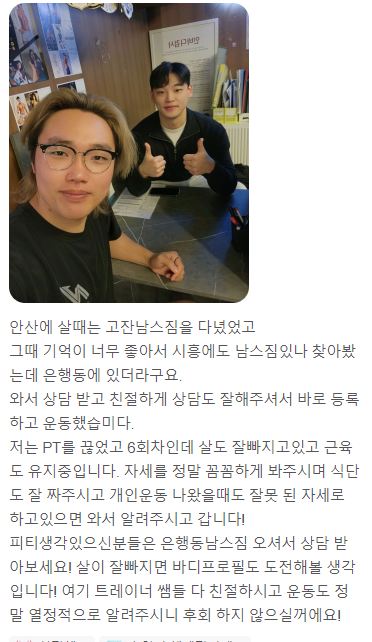 인바디검사
안산에 살때는 고잔남스짐을 다녔었고
그때 기억이 너무 좋아서 시흥에도 남스짐있나 찾아봤
는데 은행동에 있더라구요.
와서 상담 받고 친절하게 상담도 잘해주셔서 바로 등록
하고 운동했습미다.
저는 PT를 끊었고 6회차인데 살도 잘빠지고있고 근육
도 유지중입니다. 자세를 정말 꼼꼼하게 봐주시며 식단
도 잘 짜주시고 개인운동 나왔을때도 잘못 된 자세로
하고있으면 와서 알려주시고 갑니다!
피티생각있으신분들은 은행동남스짐 오셔서 상담 받
아보세요! 살이 잘빠지면 바디프로필도 도전해볼 생각
입니다! 여기 트레이너 쌤들 다 친절하시고 운동도 정
말 열정적으로 알려주시니 후회 하지 않으실꺼에요!